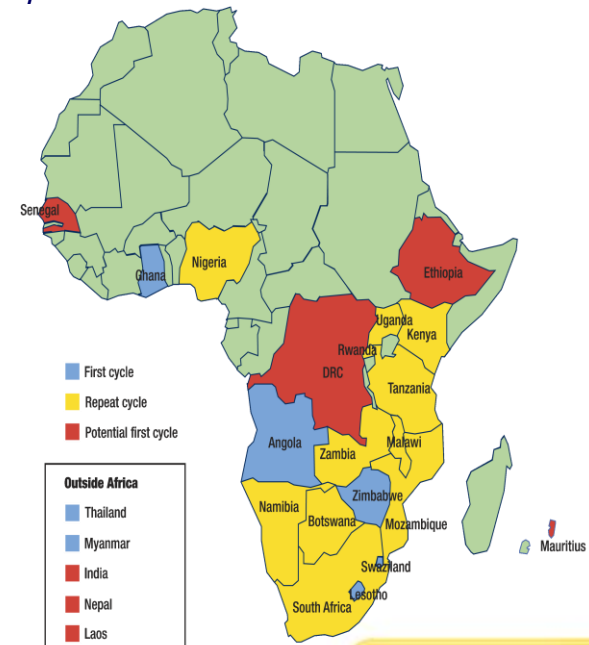 Senegal
Ghana
Nigeria
Ethiopia
Uganda
Kenya
Rwanda
DRC
Tanzania
First cycle
Repeat cycle
Potential first cycle
Angola
Malawi
Zambia
Zimbabwe
Namibia
Botswana
Mozambique
Mauritius
Swaziland
Lesotho
South Africa
Outside Africa
Thailand
Myanmar
India
Nepal
Laos